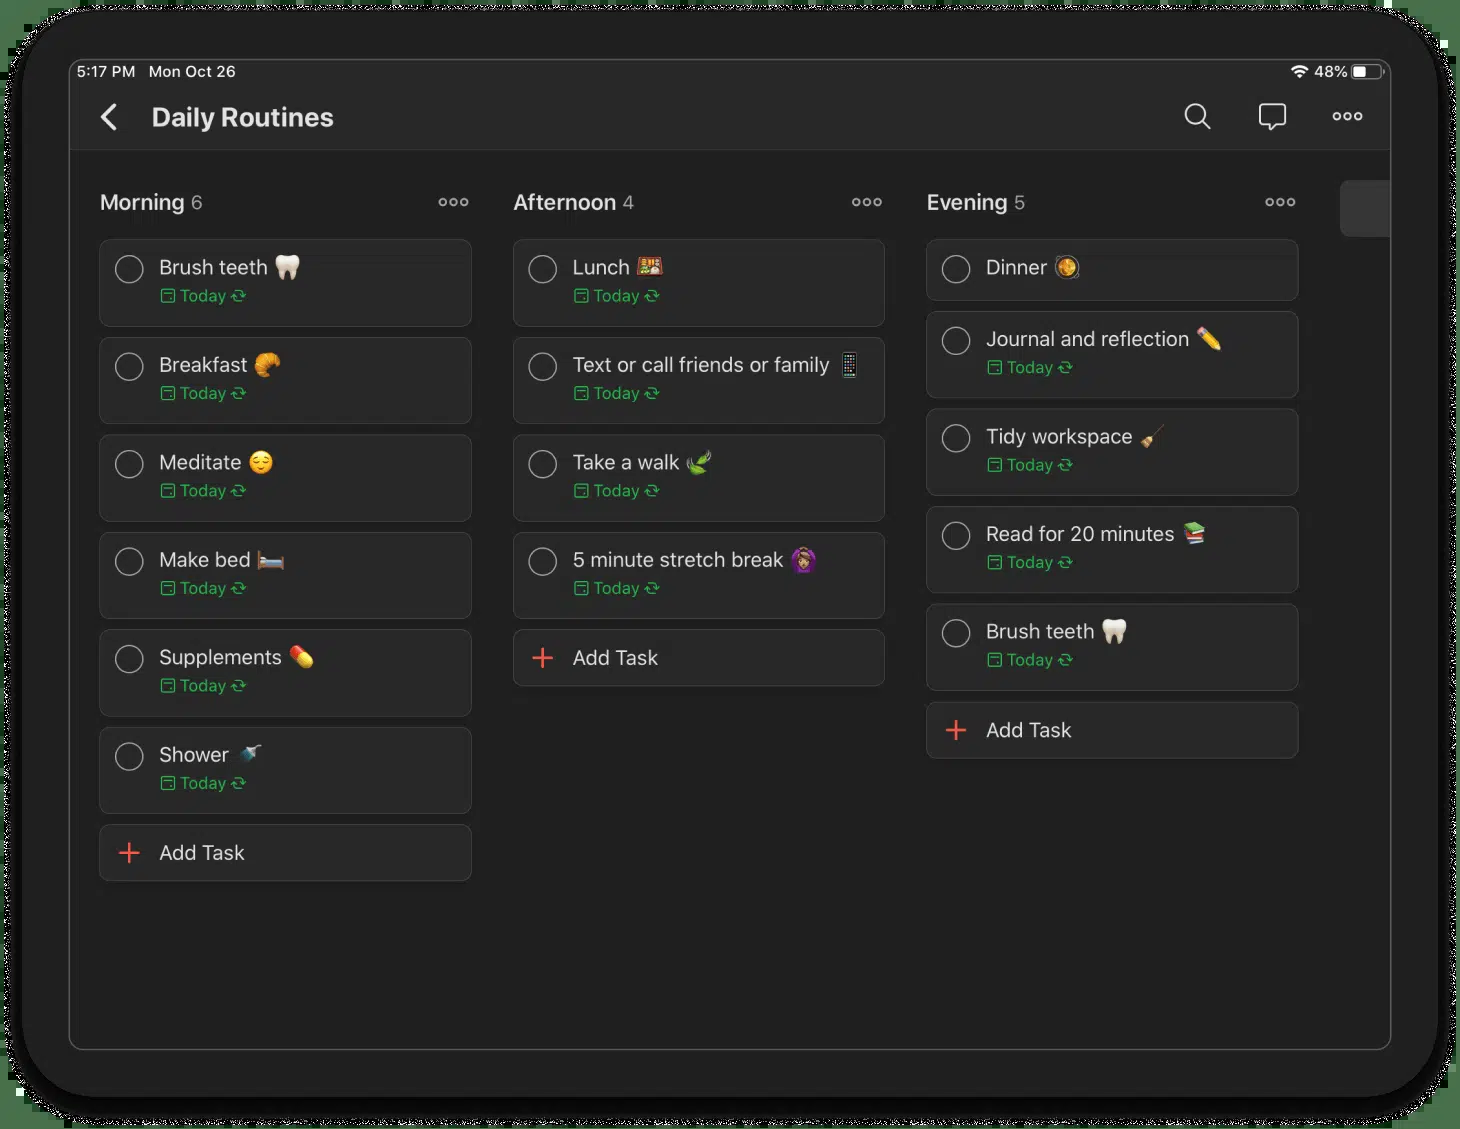 5:17 PM Mon Oct 26
48%
Daily Routines
Morning 6
Brush teeth 🦷
Today
Breakfast 🥐
Today
Meditate 😌
Today
Make bed 🛏️
Today
Supplements 💊
Today
Shower 🚿
Today
Add Task
Afternoon 4
Lunch 🍱
Today
Text or call friends or family 📱
Today
Take a walk 🍃
Today
5 minute stretch break 🙆🏽‍♀️
Today
Add Task
Evening 5
Dinner 🥘
Journal and reflection ✏️
Today
Tidy workspace 🧹
Today
Read for 20 minutes 📚
Today
Brush teeth 🦷
Today
Add Task